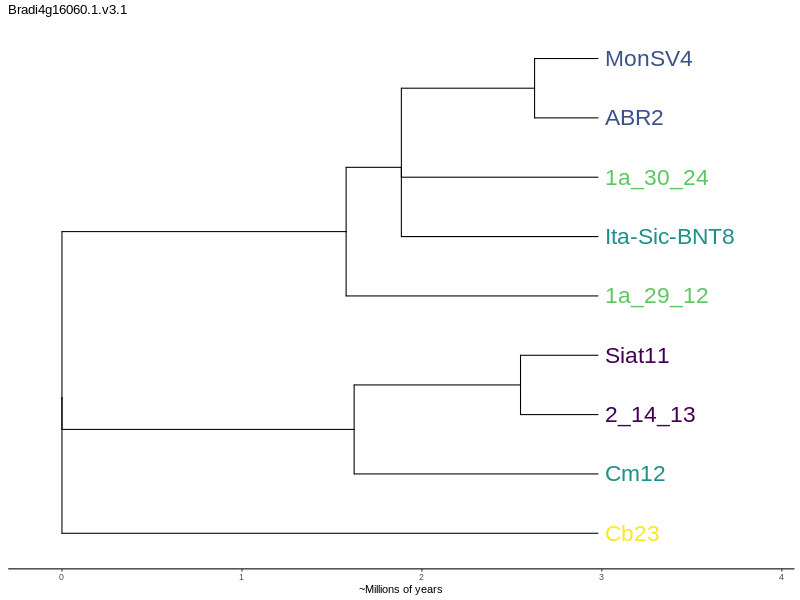 Bradi4g16060.1.v3.1
MonSV4
ABR2
1a_30_24
Ita-Sic-BNT8
1a_29_12
Siat11
2_14_13
Cm12
Cb23
0 1 2 3 4
~Millions of years